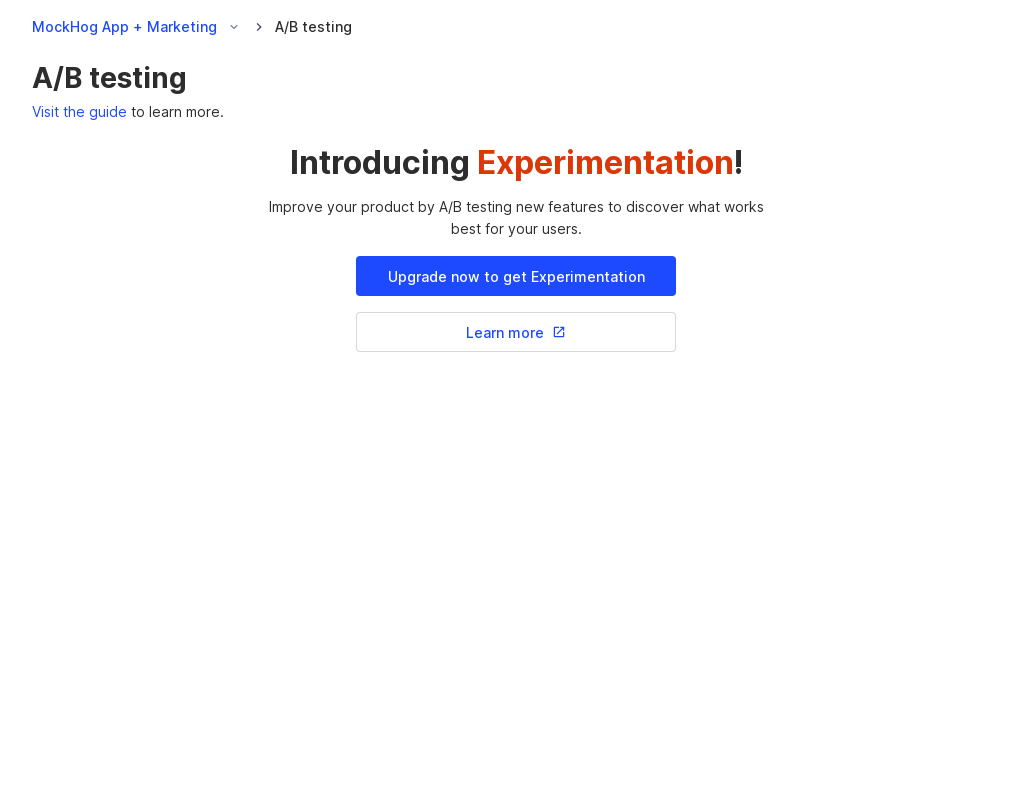 MockHog App + Marketing A/B testing
A/B testing
Visit the guide to learn more.
Introducing Experimentation!
Improve your product by A/B testing new features to discover what works
best for your users.
Upgrade now to get Experimentation
Learn more